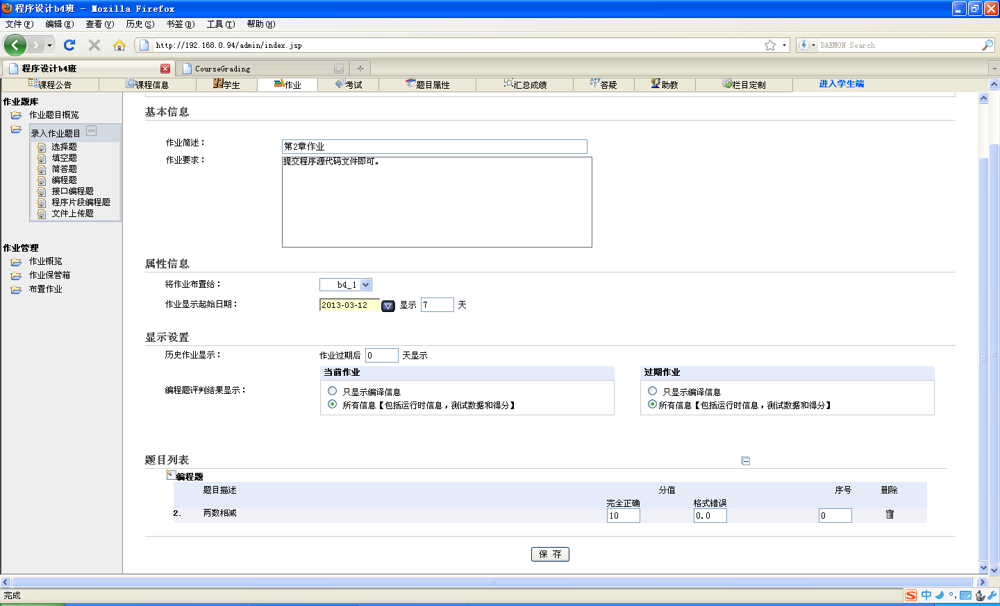 程序设计b4班 - Mozilla Firefox
文件(F) 编辑(E) 查看(V) 历史(S) 书签(B) 工具(T) 帮助(H)
http://192.168.0.94/admin/index.jsp DAEMON Search
程序设计b4班 CourseGrading
课程公告 课程信息 学生 作业 考试 题目属性 汇总成绩 答疑 助教 栏目定制 进入学生端
作业题库
作业题目概览
录入作业题目
选择题
填空题
简答题
编程题
接口编程题
程序片段编程题
文件上传题
作业管理
作业概览
作业保管箱
布置作业
基本信息
作业简述：
第2章作业
作业要求：
提交程序源代码文件即可。
属性信息
将作业布置给： b4_1
作业显示起始日期： 2013-03-12 显示 7 天
显示设置
历史作业显示： 作业过期后 0 天显示
编程题评判结果显示：
当前作业
只显示编译信息
所有信息【包括运行时信息，测试数据和得分】
过期作业
只显示编译信息
所有信息【包括运行时信息，测试数据和得分】
题目列表
编程题
题目描述 分值 序号 删除
完全正确 格式错误
2. 两数相减 10 0.0 0
保 存
完成
中